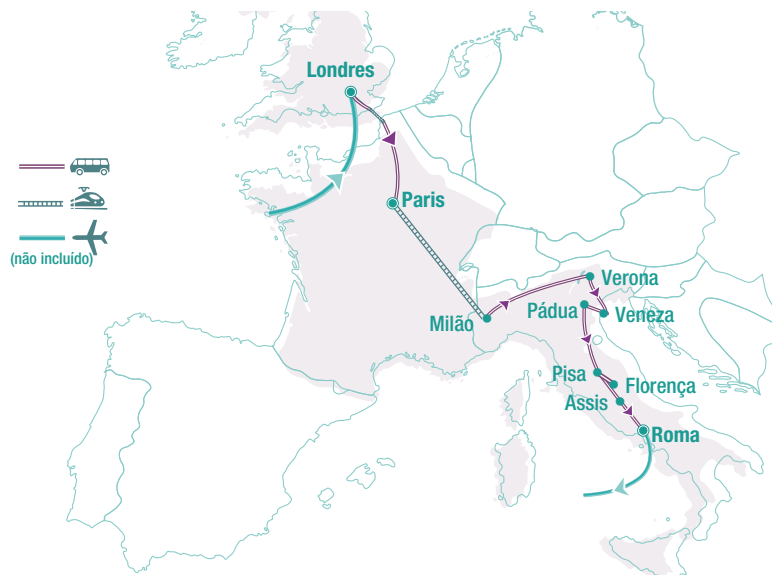 Londres
(não incluído)
Paris
Verona
Pádua
Veneza
Milão
Pisa
Florença
Assis
Roma